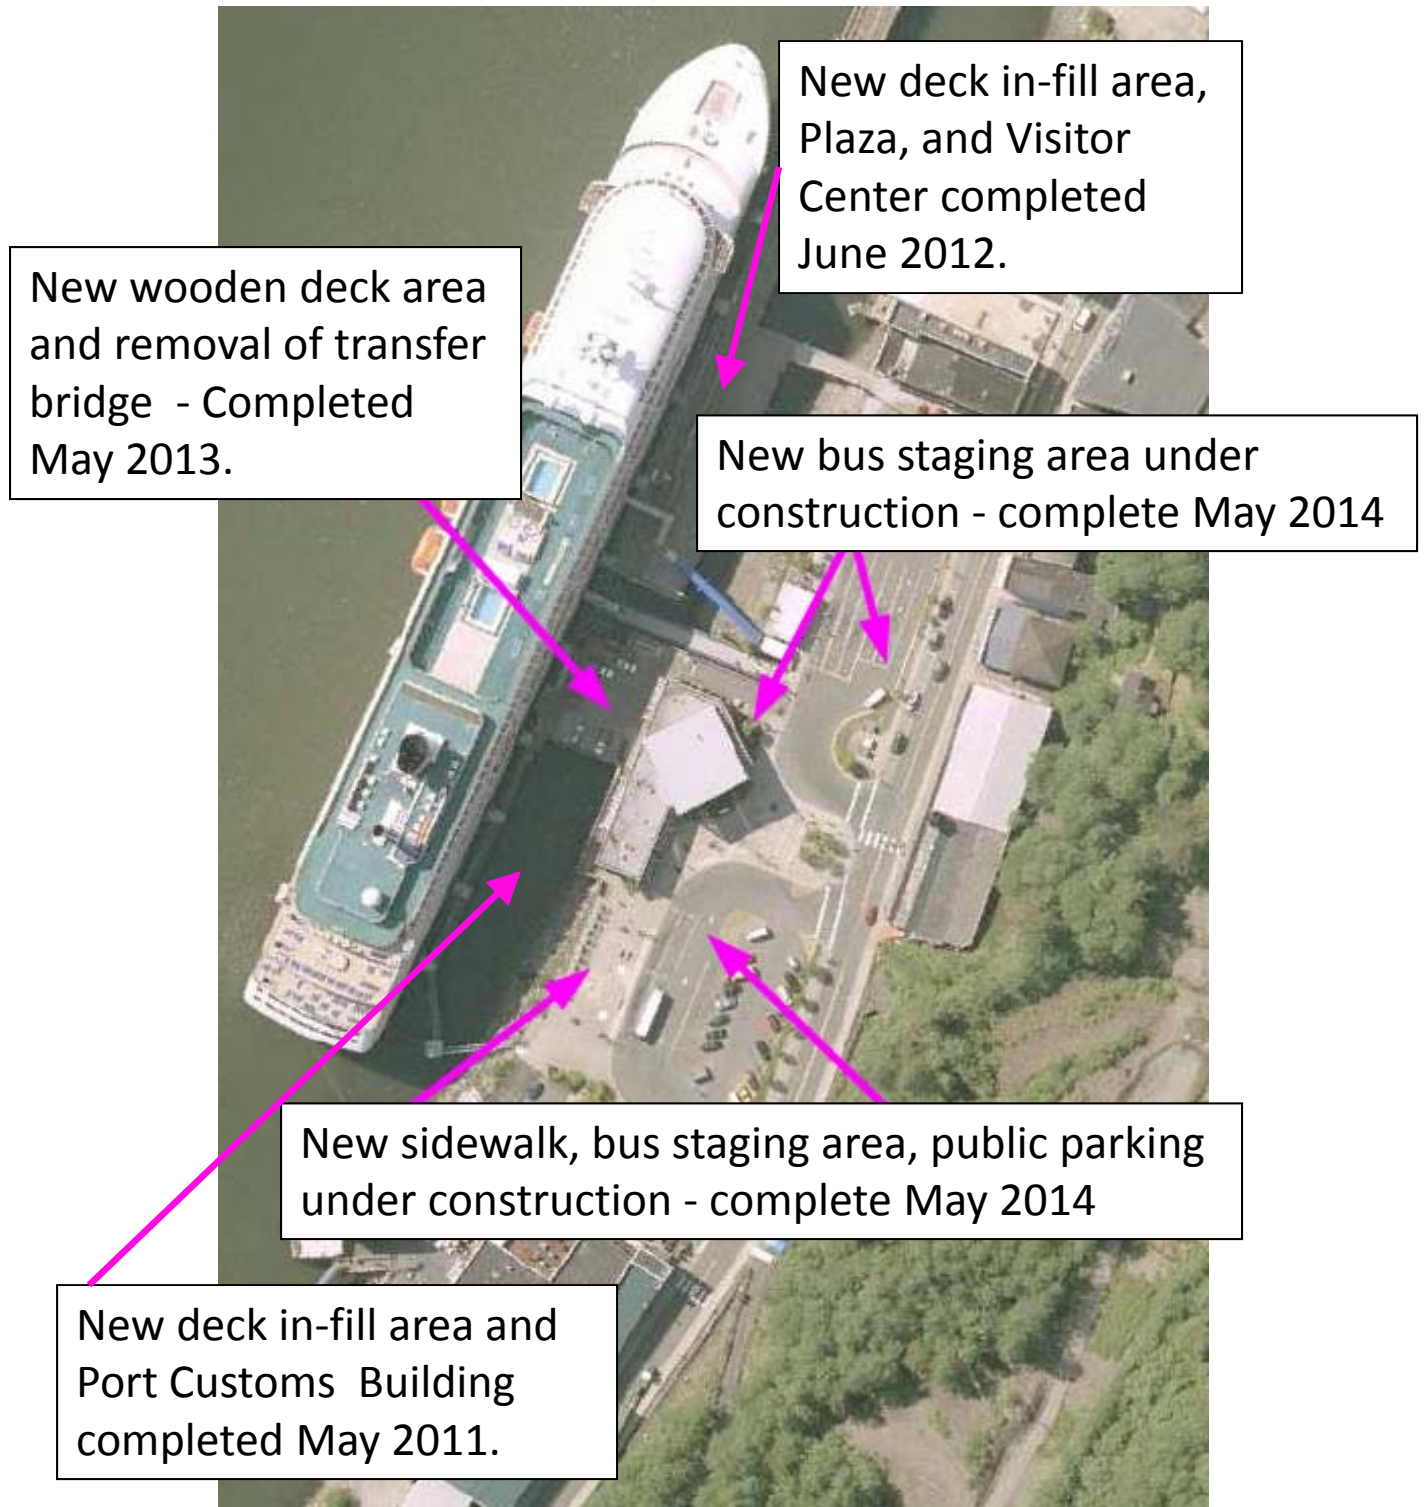 New deck in-fill area,
Plaza, and Visitor
Center completed
June 2012.
New wooden deck area
and removal of transfer
bridge - Completed
May 2013.
New bus staging area under
construction - complete May 2014
New sidewalk, bus staging area, public parking
under construction - complete May 2014
New deck in-fill area and
Port Customs Building
completed May 2011.